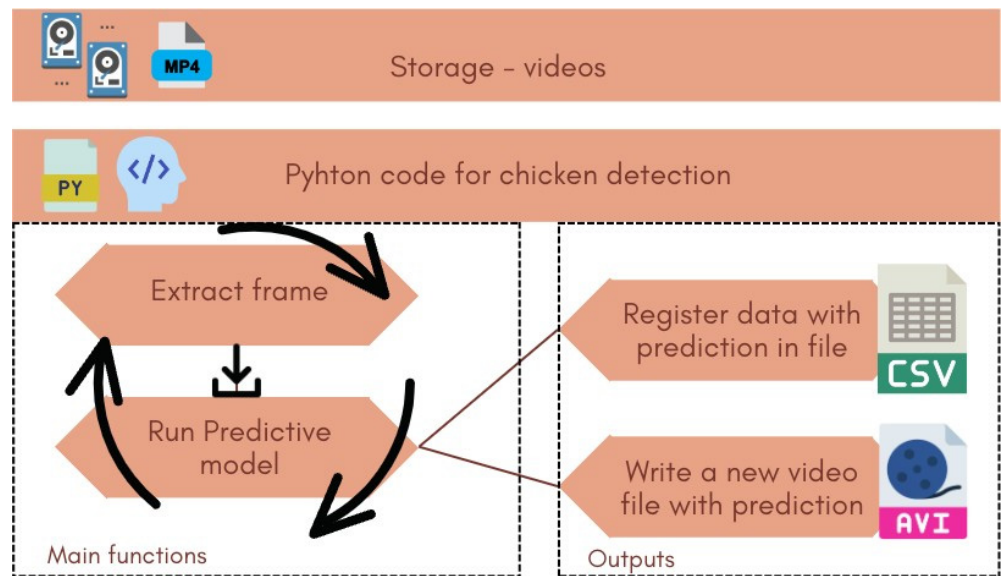 ...
MP4
Storage - videos
...
PY
</>
Pyhton code for chicken detection
Extract frame
Run Predictive
model
Main functions
Register data with
prediction in file
CSV
Write a new video
file with prediction
AVI
Outputs